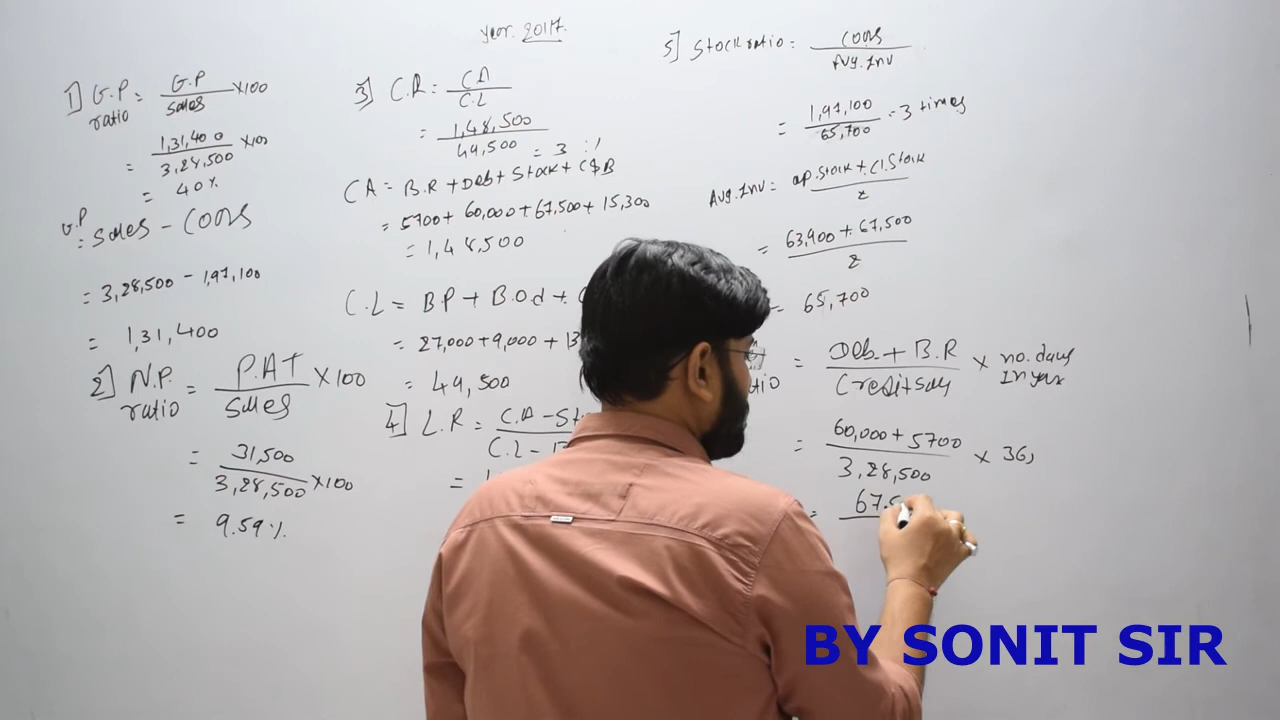 Year. 2017.
1] G.P ratio = G.P / Sales ×100
= 1,31,400 / 3,28,500 ×100
= 40%
G.P = Sales - COGS
= 3,28,500 - 1,97,100
= 1,31,400
2] N.P. ratio = P.A.T / Sales ×100
= 31,500 / 3,28,500 ×100
= 9.59%
3] C.R = CA / C.L
= 1,48,500 / 49,500 = 3 :1
CA = B.R + Deb + Stock + C$B
= 5700 + 60,000 + 67,500 + 15,300
= 1,48,500
C.L = B.P + B.O.d +
= 27,000 + 9,000 + 13
= 49,500
4] L.R = C.A - St / C.L -
=
5] Stock ratio = COGS / Avg. Inv
= 1,97,100 / 65,700 = 3 times
Avg. Inv = op. Stock + Cl. Stock / 2
= 63,900 + 67,500 / 2
= 65,700
= Deb. + B.R / Credit Sales × no. days In year
= 60,000 + 5700 / 3,28,500 × 36
= 67.5
BY SONIT SIR